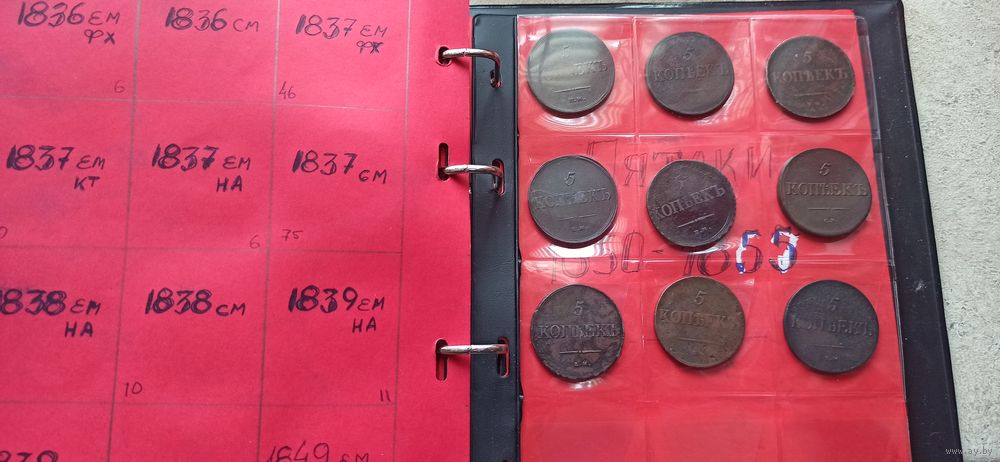 1836 ЕМ
ФХ
6
1836 СМ
1837 ЕМ
ФХ
46
1837 ЕМ
КТ
0
1837 ЕМ
НА
6
1837 СМ
75
1838 ЕМ
НА
1838 СМ
10
1839 ЕМ
НА
11
1849 ЕМ
5
КОПѢЕКЪ
Е.М.
5
КОПѢЕКЪ
5
КОПѢЕКЪ
Пятаки
1830-1855
5
КОПѢЕКЪ
5
КОПѢЕКЪ
5
КОПѢЕКЪ
5
КОПѢЕКЪ
5
КОПѢЕКЪ
5
КОПѢЕКЪ
www.ay.by